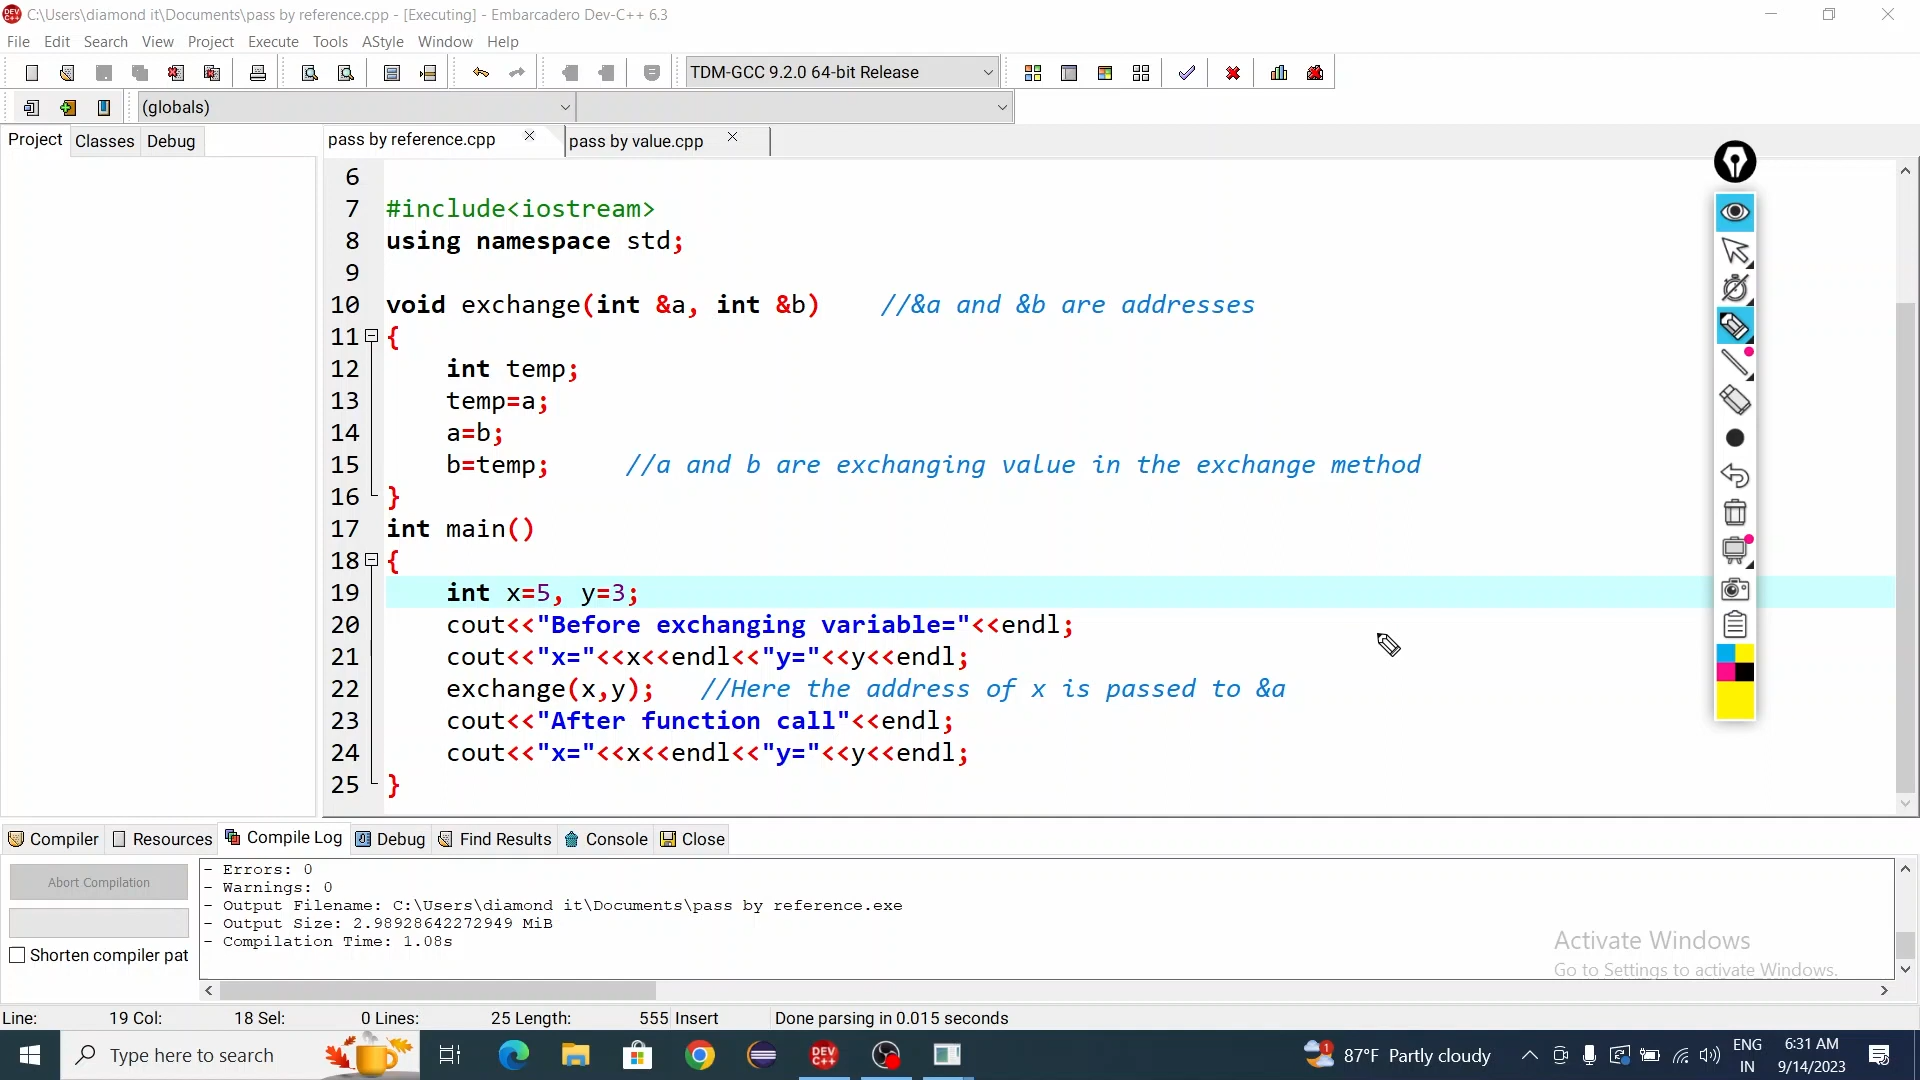 C:\Users\diamond it\Documents\pass by reference.cpp - [Executing] - Embarcadero Dev-C++ 6.3
File Edit Search View Project Execute Tools AStyle Window Help
TDM-GCC 9.2.0 64-bit Release
(globals)
Project Classes Debug
pass by reference.cpp pass by value.cpp
6
7 #include<iostream>
8 using namespace std;
9
10 void exchange(int &a, int &b) //&a and &b are addresses
11 {
12 int temp;
13 temp=a;
14 a=b;
15 b=temp; //a and b are exchanging value in the exchange method
16 }
17 int main()
18 {
19 int x=5, y=3;
20 cout<<"Before exchanging variable="<<endl;
21 cout<<"x="<<x<<endl<<"y="<<y<<endl;
22 exchange(x,y); //Here the address of x is passed to &a
23 cout<<"After function call"<<endl;
24 cout<<"x="<<x<<endl<<"y="<<y<<endl;
25 }
Compiler Resources Compile Log Debug Find Results Console Close
Abort Compilation
Shorten compiler pat
- Errors: 0
- Warnings: 0
- Output Filename: C:\Users\diamond it\Documents\pass by reference.exe
- Output Size: 2.98928642272949 MiB
- Compilation Time: 1.08s
Activate Windows
Go to Settings to activate Windows.
Line: 19 Col: 18 Sel: 0 Lines: 25 Length: 555 Insert Done parsing in 0.015 seconds
Type here to search
DEV C++
1
87°F Partly cloudy
ENG
IN
6:31 AM
9/14/2023